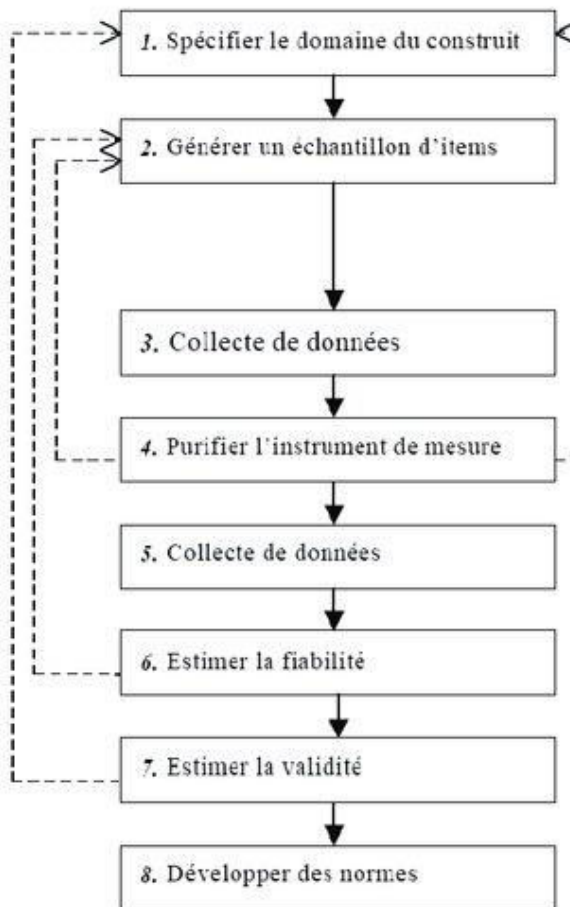 1. Spécifier le domaine du construit
2. Générer un échantillon d'items
3. Collecte de données
4. Purifier l'instrument de mesure
5. Collecte de données
6. Estimer la fiabilité
7. Estimer la validité
8. Développer des normes